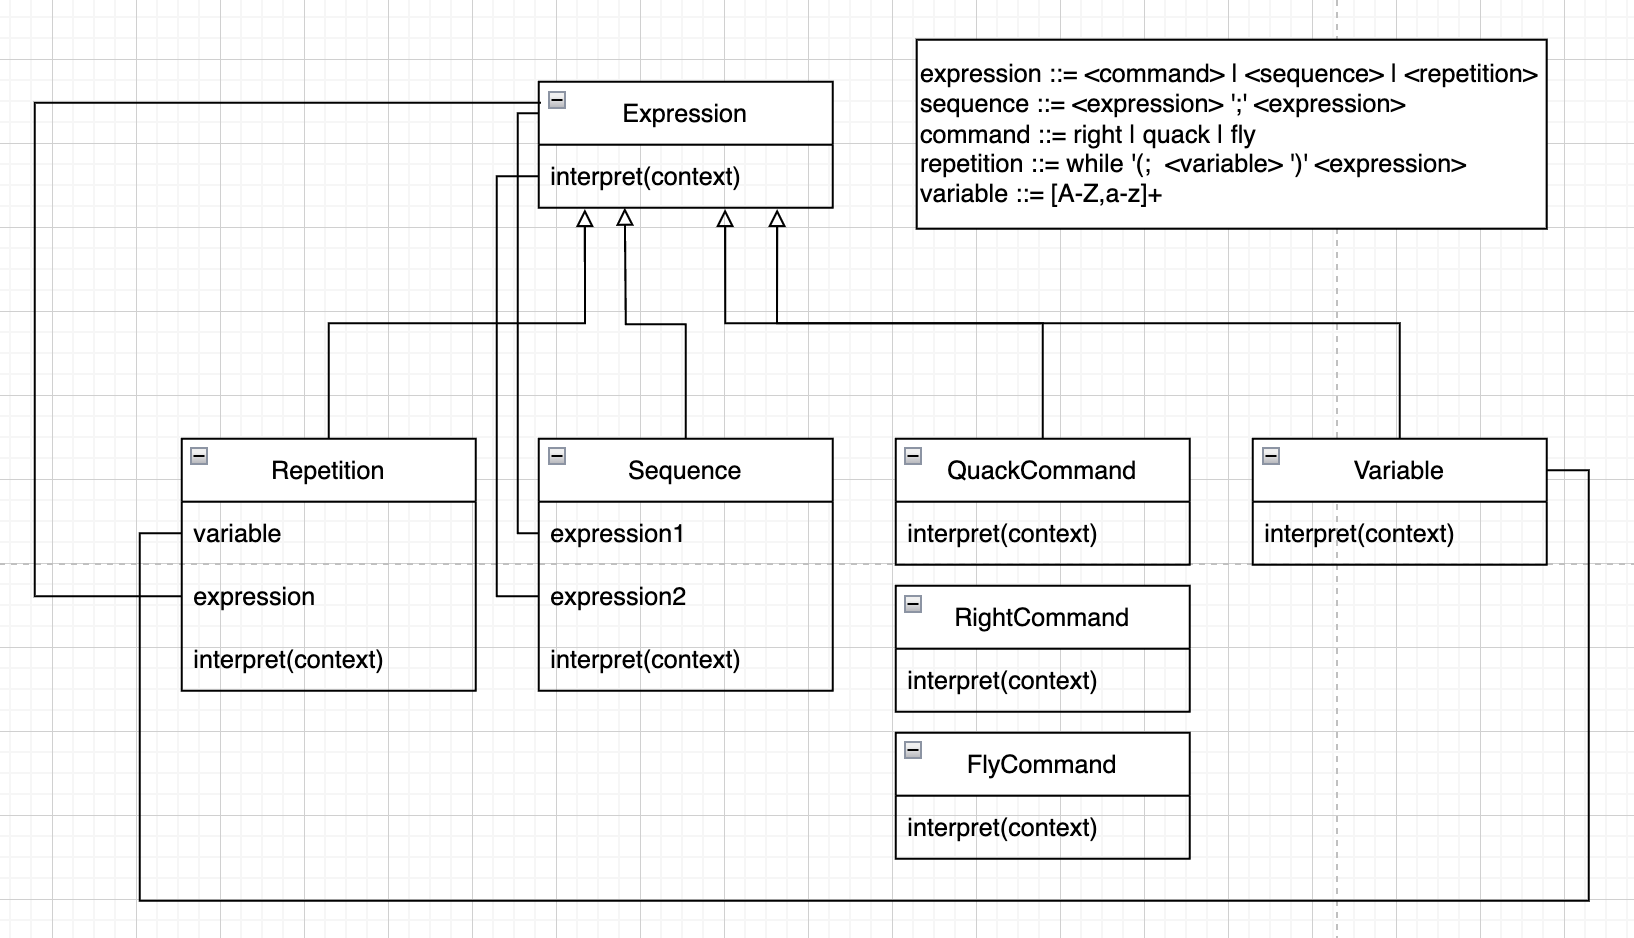 Expression
interpret(context)
expression ::= <command> | <sequence> | <repetition>
sequence ::= <expression> ';' <expression>
command ::= right | quack | fly
repetition ::= while '(;  <variable> ')' <expression>
variable ::= [A-Z,a-z]+
Repetition
variable
expression
interpret(context)
Sequence
expression1
expression2
interpret(context)
QuackCommand
interpret(context)
RightCommand
interpret(context)
FlyCommand
interpret(context)
Variable
interpret(context)